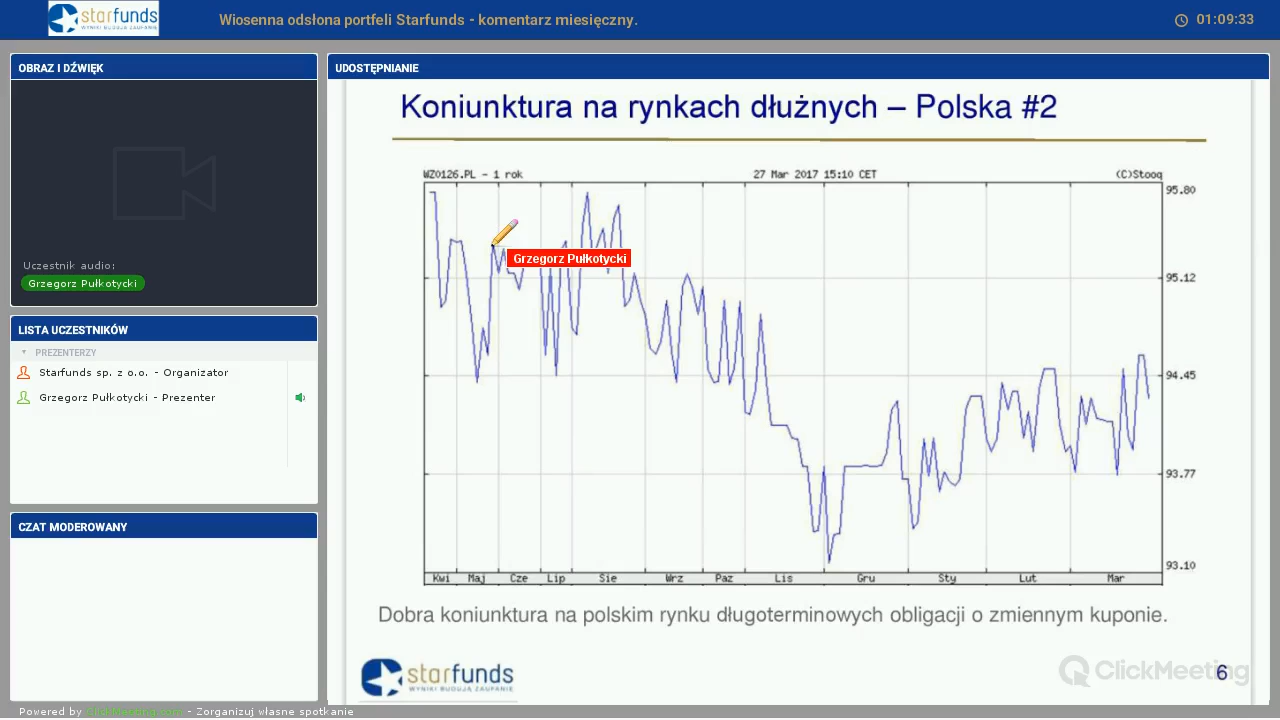 starfunds
WYNIKI BUDUJĄ ZAUFANIE
Wiosenna odsłona portfeli Starfunds - komentarz miesięczny.
01:09:33
OBRAZ I DŹWIĘK
Uczestnik audio:
Grzegorz Pułkotycki
LISTA UCZESTNIKÓW
PREZENTERZY
Starfunds sp. z o.o. - Organizator
Grzegorz Pułkotycki - Prezenter
CZAT MODEROWANY
UDOSTĘPNIANIE
Koniunktura na rynkach dłużnych – Polska #2
WZ0126.PL - 1 rok
27 Mar 2017 15:10 CET
(C)Stooq
95.80
Grzegorz Pułkotycki
95.12
94.45
93.77
93.10
Kwi Maj Cze Lip Sie Wrz Paz Lis Gru Sty Lut Mar
Dobra koniunktura na polskim rynku długoterminowych obligacji o zmiennym kuponie.
starfunds
WYNIKI BUDUJĄ ZAUFANIE
ClickMeeting
6
Powered by ClickMeeting.com - Zorganizuj własne spotkanie